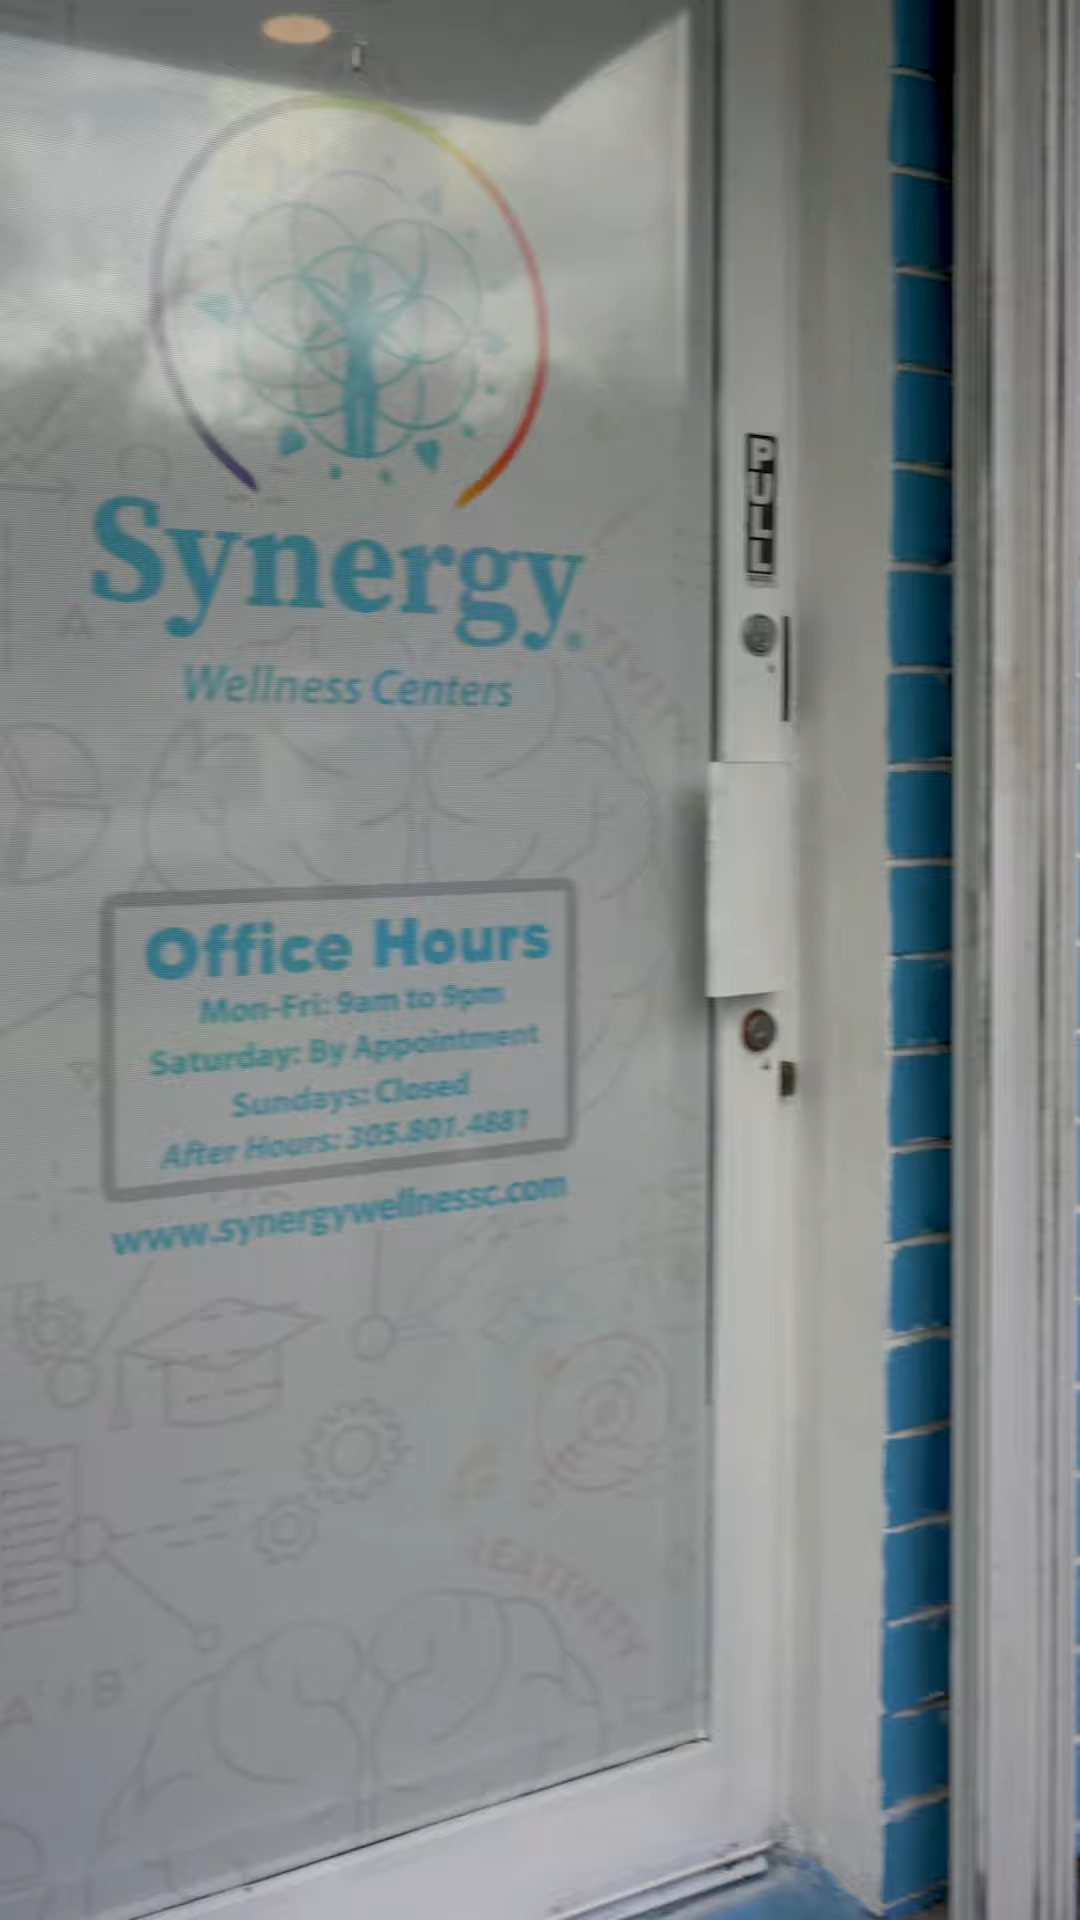 Synergy®
Wellness Centers
PULL
Office Hours
Mon-Fri: 9am to 9pm
Saturday: By Appointment
Sundays: Closed
After Hours: 305.801.4881
www.synergywellnessc.com